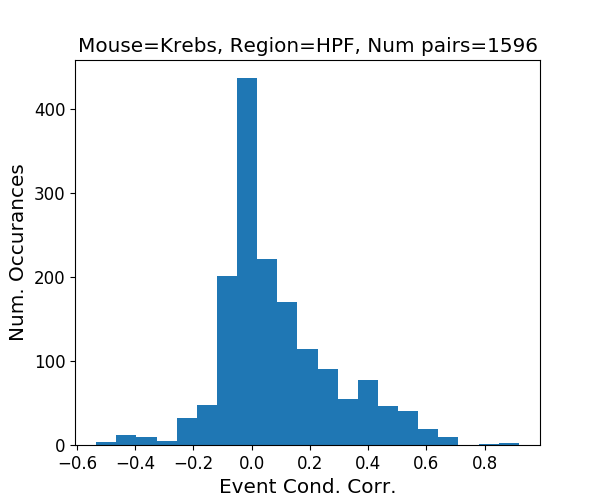 Mouse=Krebs, Region=HPF, Num pairs=1596
Num. Occurances
400
300
200
100
0
−0.6 −0.4 −0.2 0.0 0.2 0.4 0.6 0.8
Event Cond. Corr.